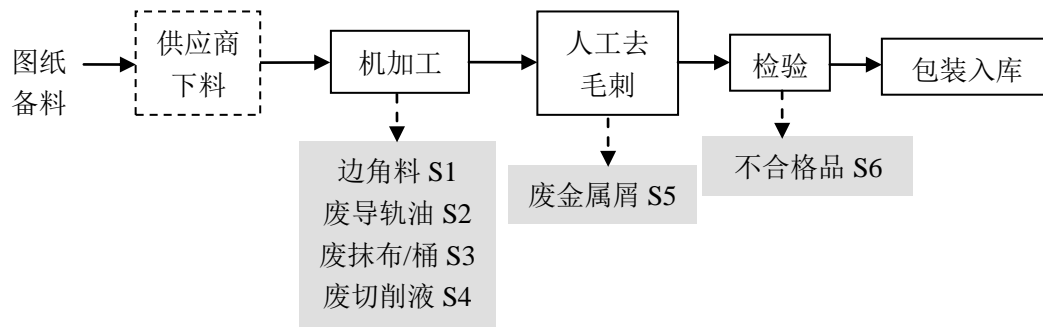 图纸
备料
供应商
下料
机加工
人工去
毛刺
检验
包装入库
边角料 S1
废导轨油 S2
废抹布/桶 S3
废切削液 S4
废金属屑 S5
不合格品 S6